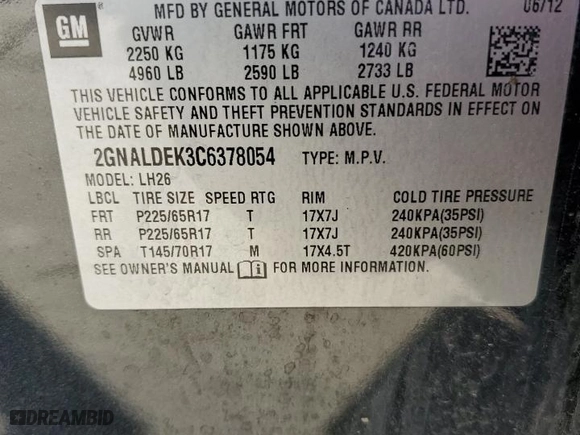 GM
MFD BY GENERAL MOTORS OF CANADA LTD. 06/12
GVWR GAWR FRT GAWR RR
2250 KG 1175 KG 1240 KG
4960 LB 2590 LB 2733 LB
THIS VEHICLE CONFORMS TO ALL APPLICABLE U.S. FEDERAL MOTOR
VEHICLE SAFETY AND THEFT PREVENTION STANDARDS IN EFFECT ON
THE DATE OF MANUFACTURE SHOWN ABOVE.
2GNALDEK3C6378054 TYPE: M.P.V.
MODEL: LH26
LBCL TIRE SIZE SPEED RTG RIM COLD TIRE PRESSURE
FRT P225/65R17 T 17X7J 240KPA(35PSI)
RR P225/65R17 T 17X7J 240KPA(35PSI)
SPA T145/70R17 M 17X4.5T 420KPA(60PSI)
SEE OWNER'S MANUAL FOR MORE INFORMATION.
DREAMBID